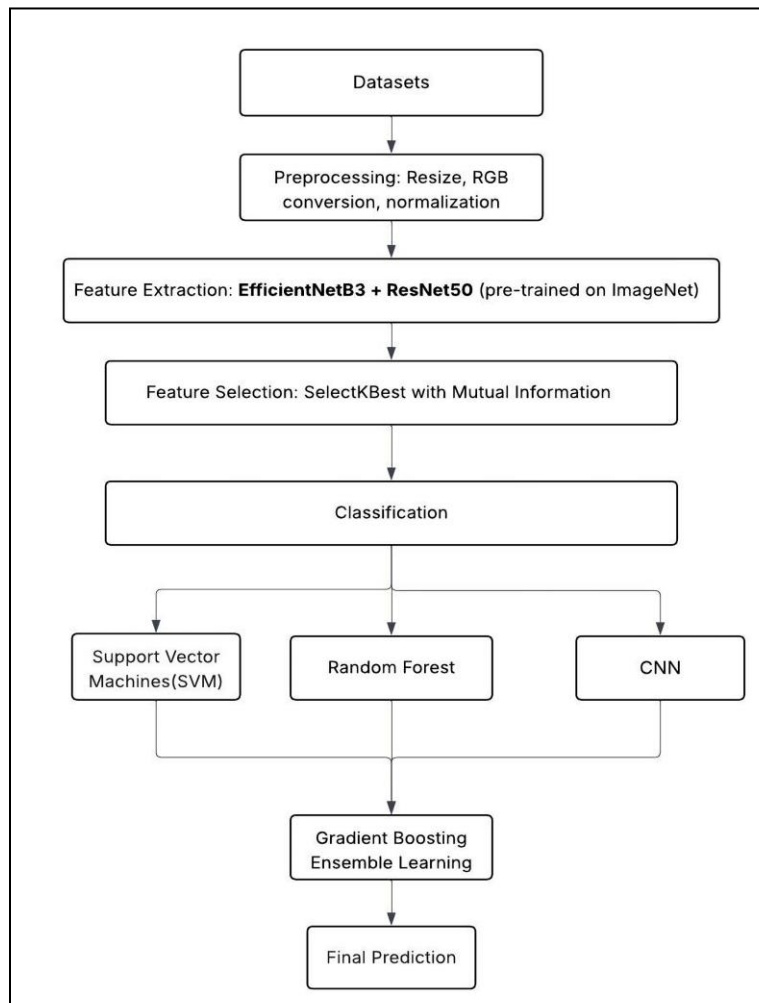 Datasets
Preprocessing: Resize, RGB
conversion, normalization
Feature Extraction: EfficientNetB3 + ResNet50 (pre-trained on ImageNet)
Feature Selection: SelectKBest with Mutual Information
Classification
Support Vector
Machines(SVM)
Random Forest
CNN
Gradient Boosting
Ensemble Learning
Final Prediction